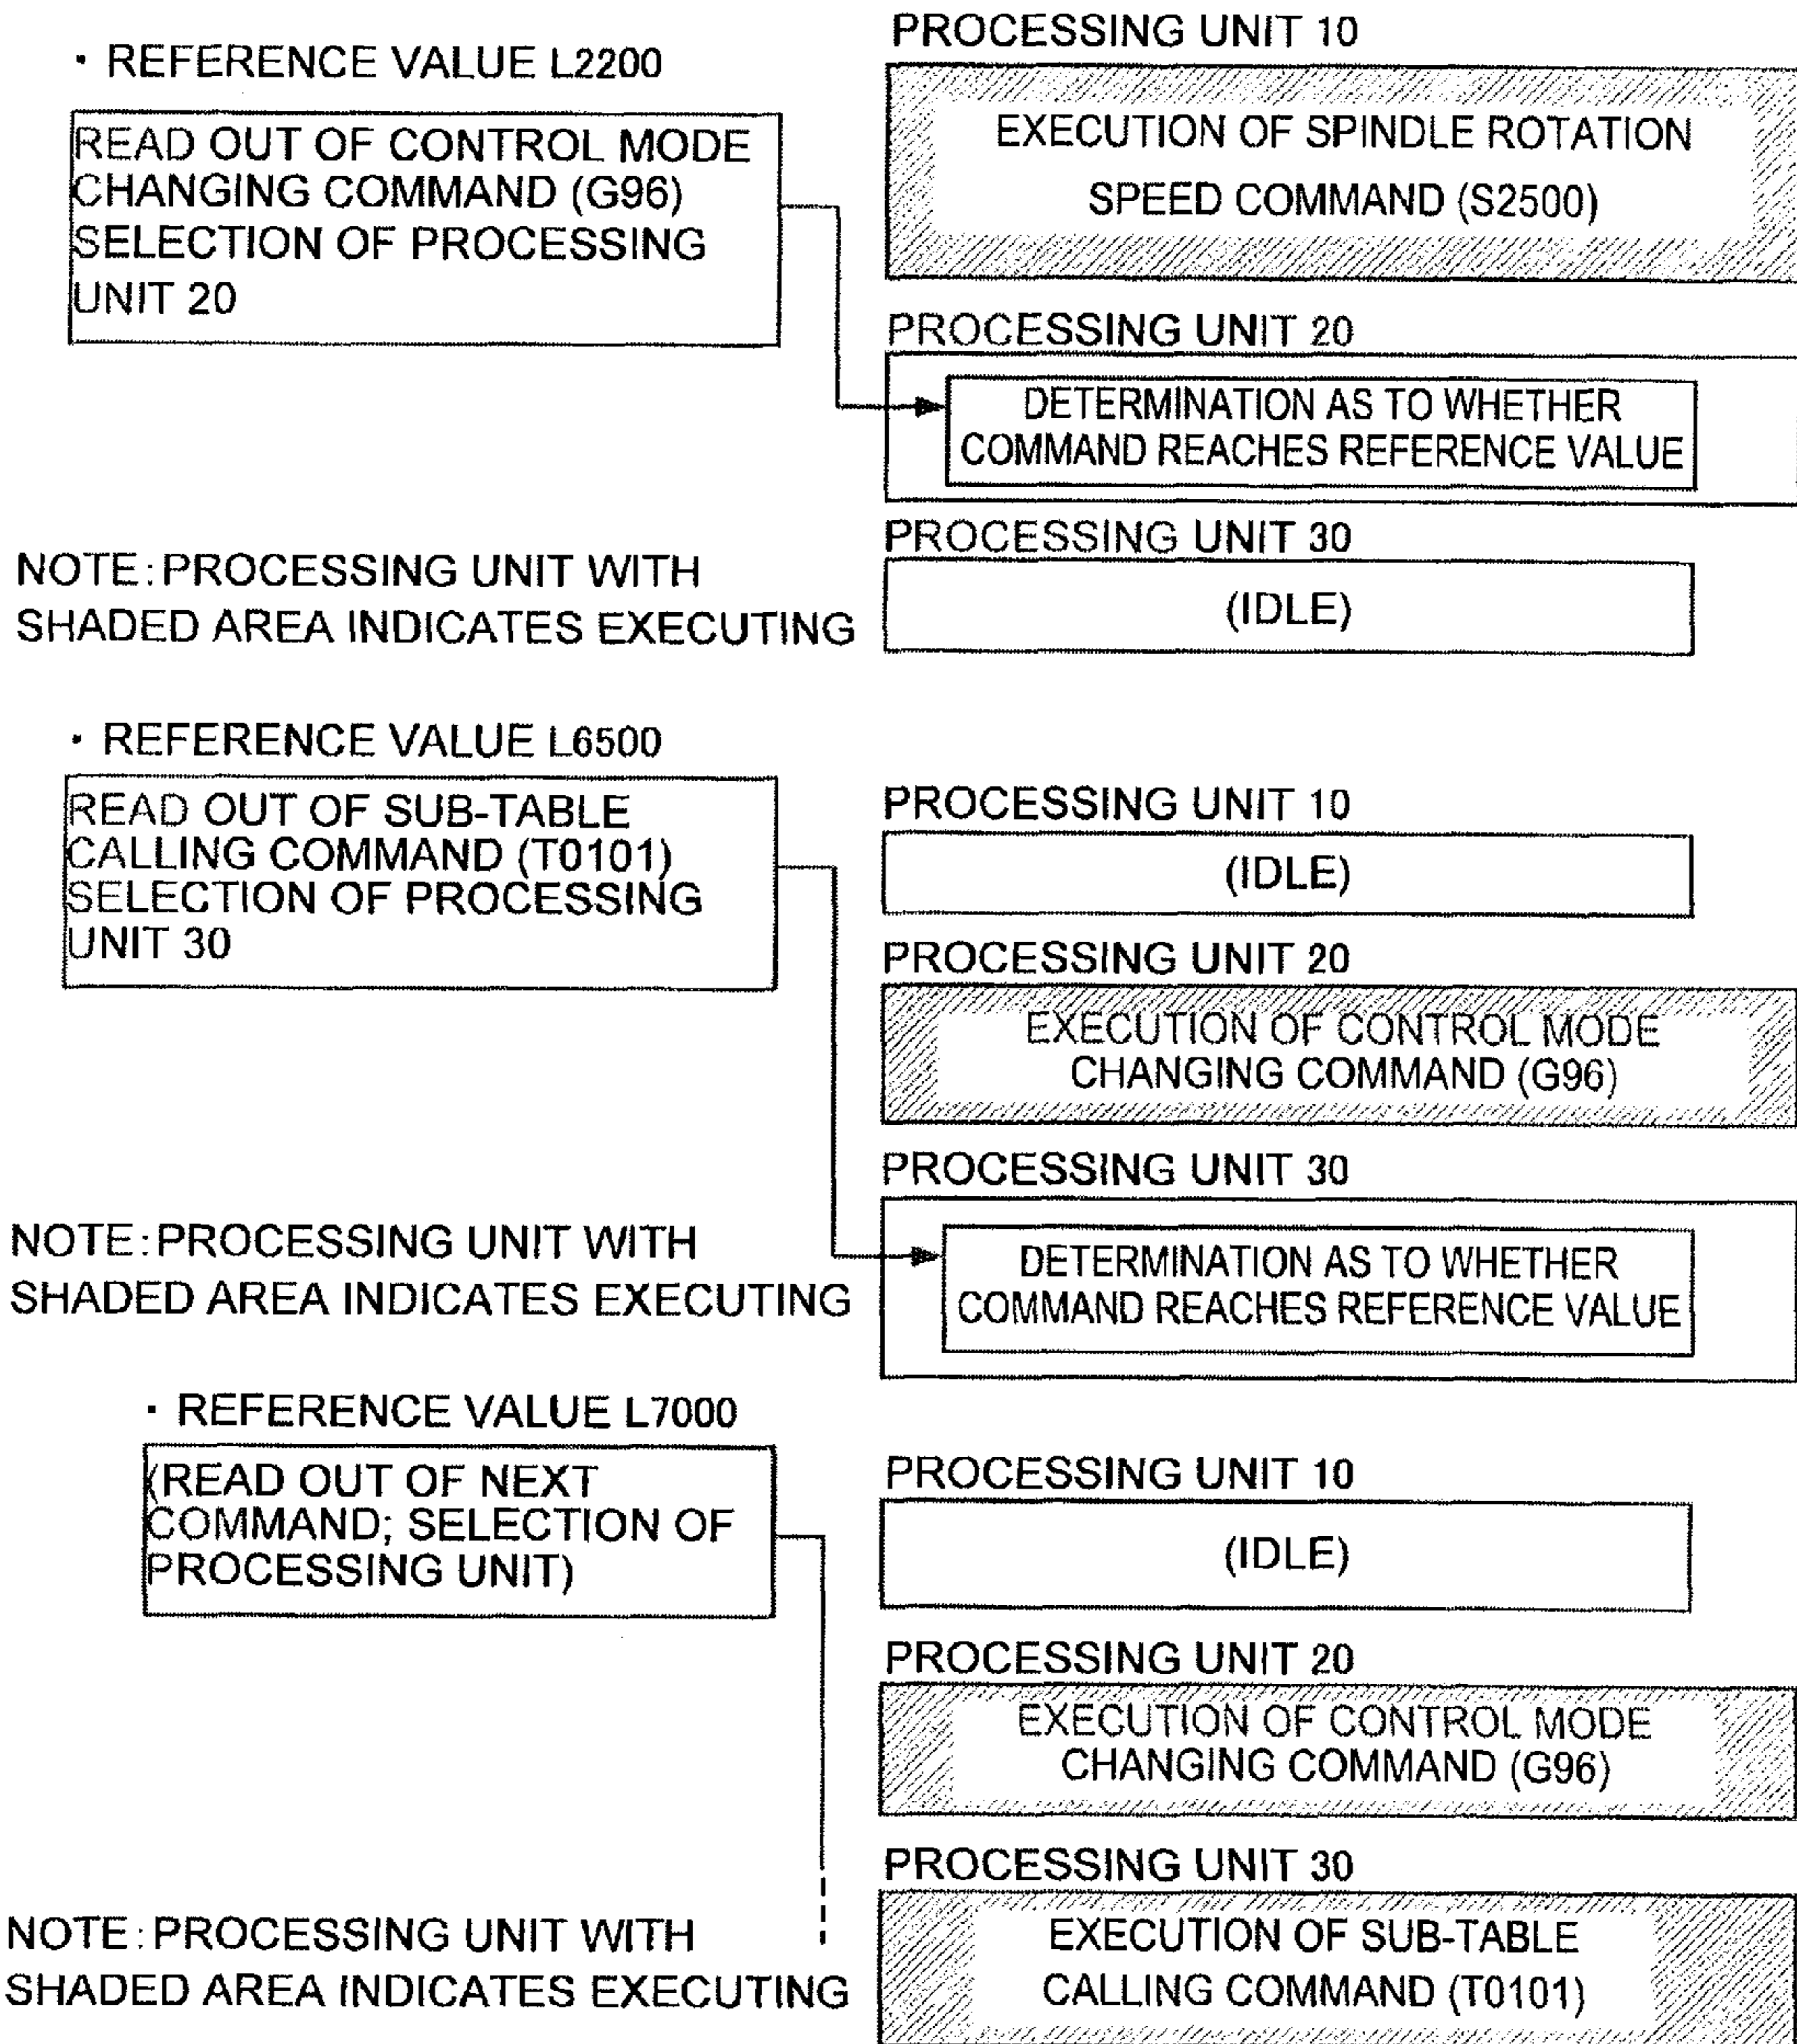 · REFERENCE VALUE L2200
READ OUT OF CONTROL MODE
CHANGING COMMAND (G96)
SELECTION OF PROCESSING
UNIT 20
PROCESSING UNIT 10
EXECUTION OF SPINDLE ROTATION
SPEED COMMAND (S2500)
PROCESSING UNIT 20
DETERMINATION AS TO WHETHER
COMMAND REACHES REFERENCE VALUE
PROCESSING UNIT 30
(IDLE)
NOTE:PROCESSING UNIT WITH
SHADED AREA INDICATES EXECUTING
· REFERENCE VALUE L6500
READ OUT OF SUB-TABLE
CALLING COMMAND (T0101)
SELECTION OF PROCESSING
UNIT 30
PROCESSING UNIT 10
(IDLE)
PROCESSING UNIT 20
EXECUTION OF CONTROL MODE
CHANGING COMMAND (G96)
PROCESSING UNIT 30
DETERMINATION AS TO WHETHER
COMMAND REACHES REFERENCE VALUE
NOTE:PROCESSING UNIT WITH
SHADED AREA INDICATES EXECUTING
· REFERENCE VALUE L7000
(READ OUT OF NEXT
COMMAND; SELECTION OF
PROCESSING UNIT)
PROCESSING UNIT 10
(IDLE)
PROCESSING UNIT 20
EXECUTION OF CONTROL MODE
CHANGING COMMAND (G96)
PROCESSING UNIT 30
EXECUTION OF SUB-TABLE
CALLING COMMAND (T0101)
NOTE:PROCESSING UNIT WITH
SHADED AREA INDICATES EXECUTING